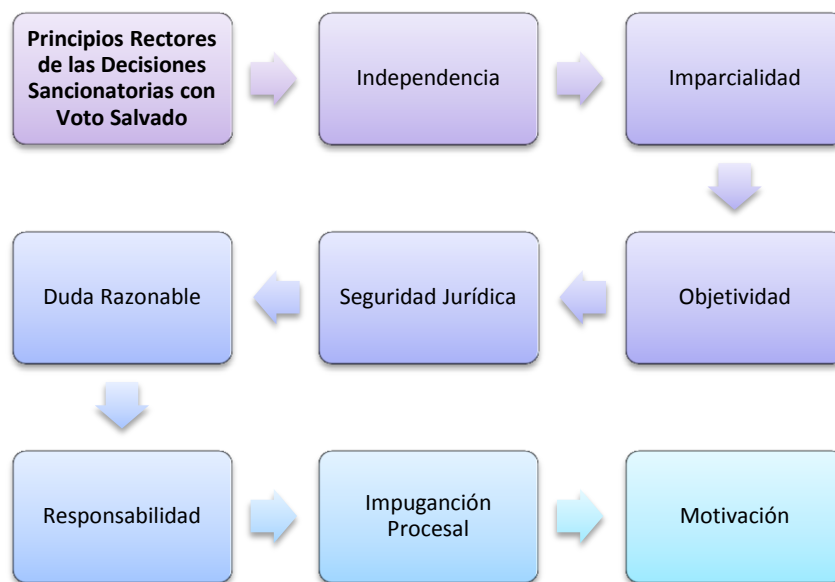 Principios Rectores
de las Decisiones
Sancionatorias con
Voto Salvado
Independencia
Imparcialidad
Objetividad
Seguridad Jurídica
Duda Razonable
Responsabilidad
Impuganción
Procesal
Motivación